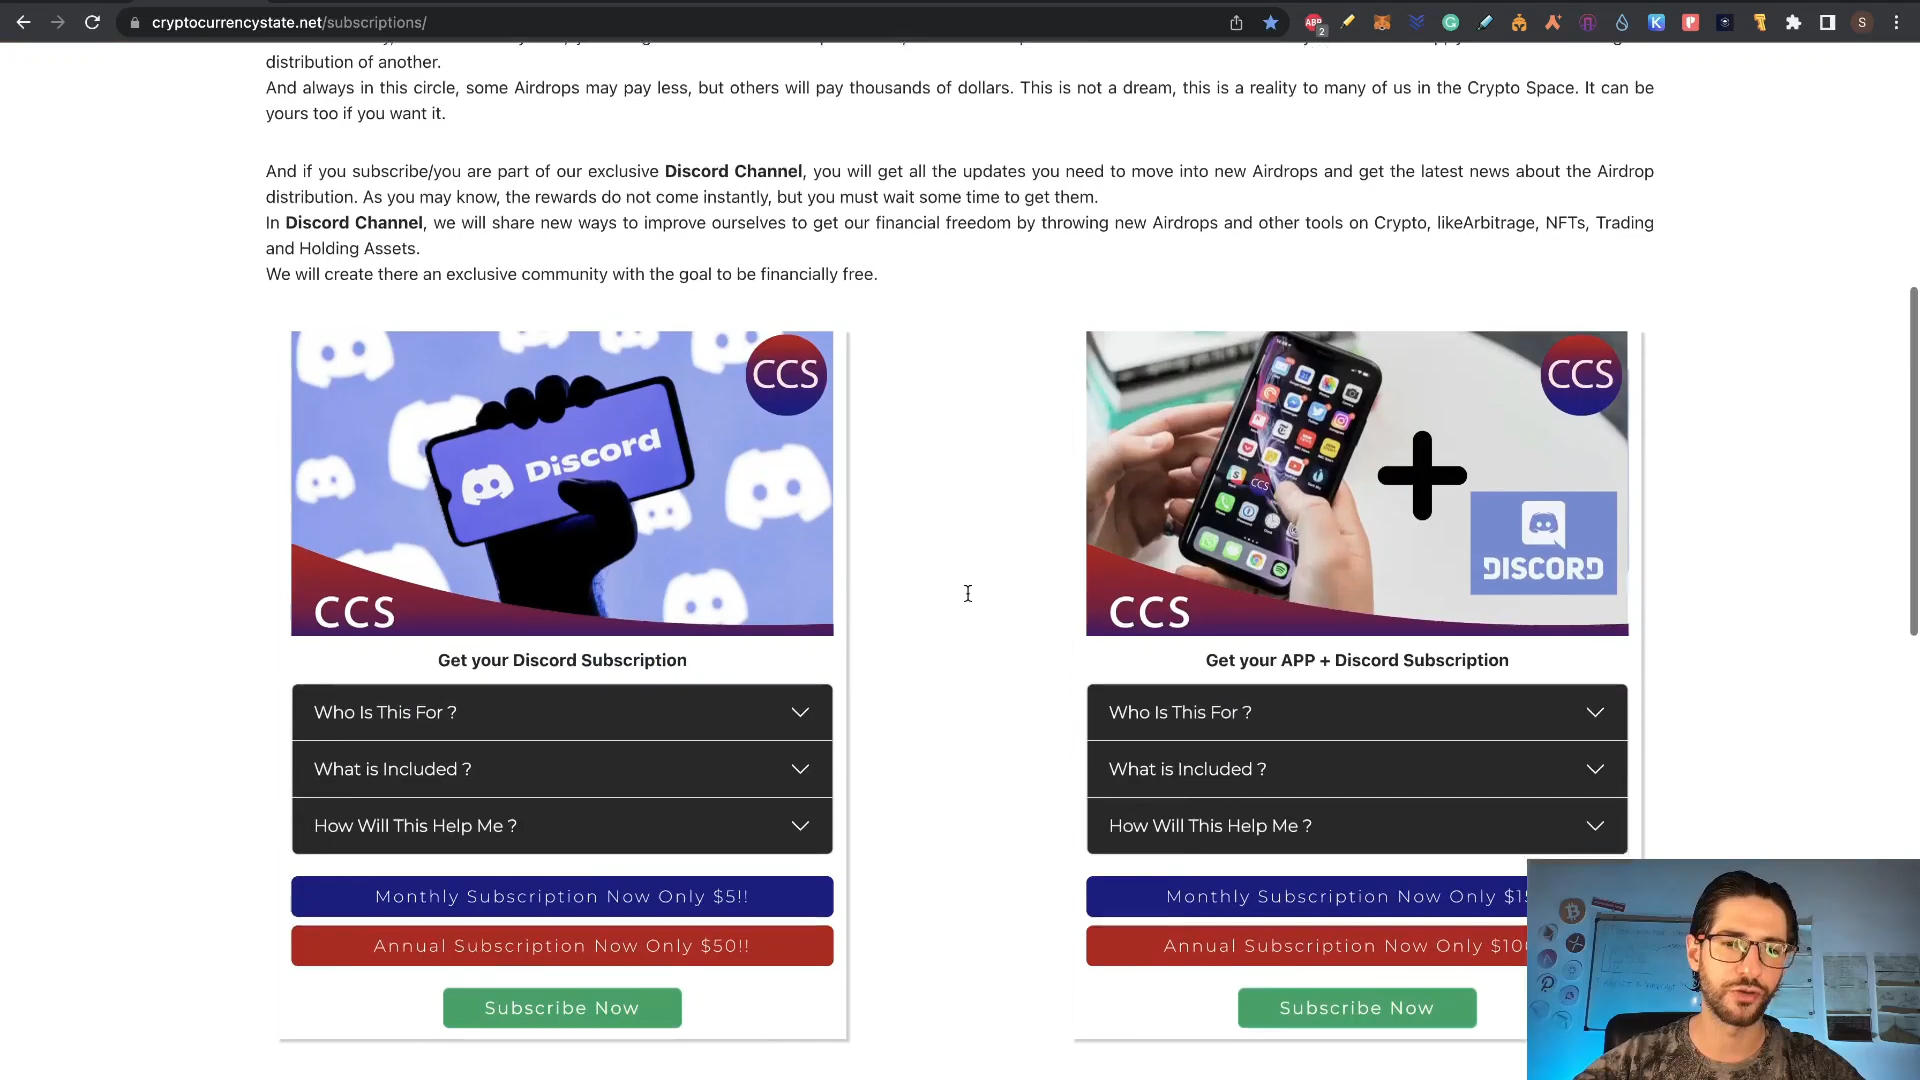 cryptocurrencystate.net/subscriptions/
ABP
2
G
K
P
S
distribution of another.
And always in this circle, some Airdrops may pay less, but others will pay thousands of dollars. This is not a dream, this is a reality to many of us in the Crypto Space. It can be
yours too if you want it.
And if you subscribe/you are part of our exclusive Discord Channel, you will get all the updates you need to move into new Airdrops and get the latest news about the Airdrop
distribution. As you may know, the rewards do not come instantly, but you must wait some time to get them.
In Discord Channel, we will share new ways to improve ourselves to get our financial freedom by throwing new Airdrops and other tools on Crypto, likeArbitrage, NFTs, Trading
and Holding Assets.
We will create there an exclusive community with the goal to be financially free.
CCS
Discord
CCS
Get your Discord Subscription
Who Is This For ?
What is Included ?
How Will This Help Me ?
Monthly Subscription Now Only $5!!
Annual Subscription Now Only $50!!
Subscribe Now
CCS
CCS
DISCORD
CCS
Get your APP + Discord Subscription
Who Is This For ?
What is Included ?
How Will This Help Me ?
Monthly Subscription Now Only
Annual Subscription Now Only
Subscribe Now